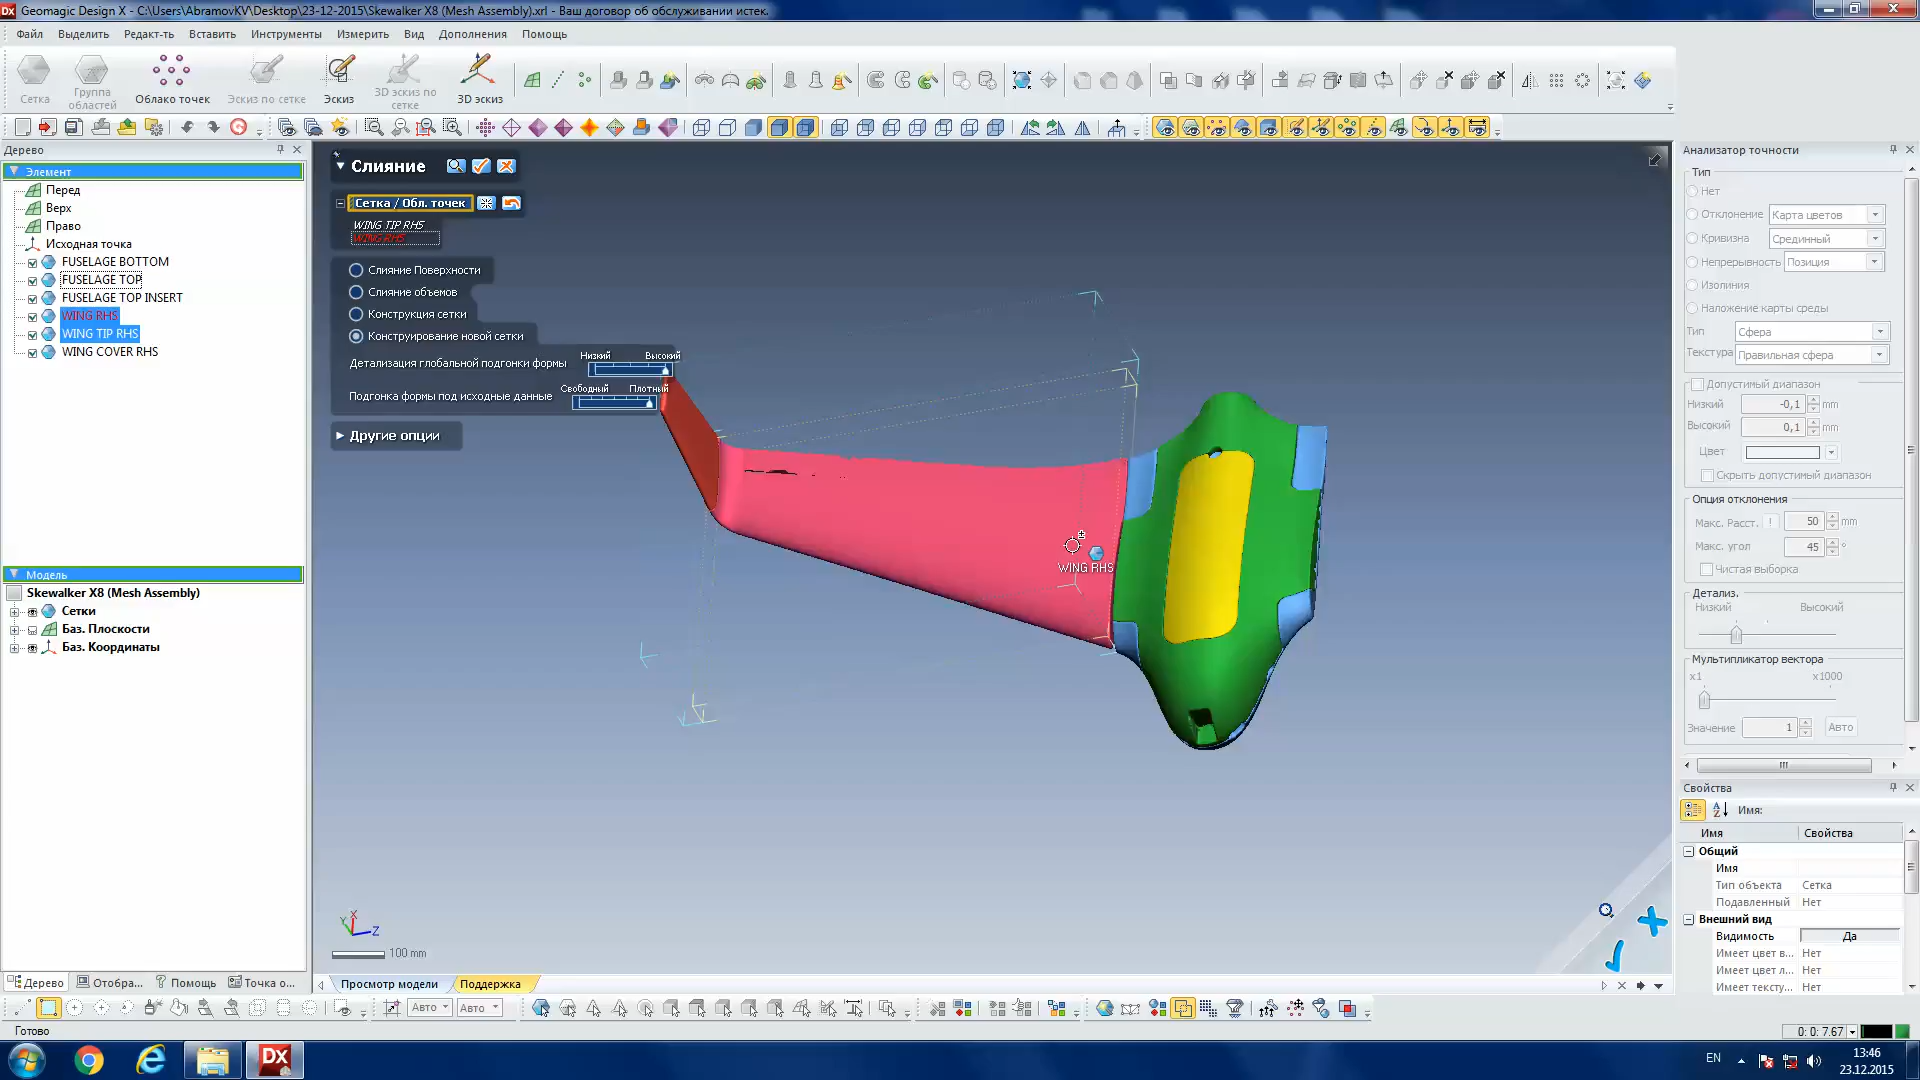 Geomagic Design X - C:\Users\AbramovKV\Desktop\23-12-2015\Skewalker X8 (Mesh Assembly).xrl - Ваш договор об обслуживании истек.
Файл Выделить Редакт-ть Вставить Инструменты Измерить Вид Дополнения Помощь
Сетка
Группа областей
Облако точек
Эскиз по сетке
Эскиз
3D эскиз по сетке
3D эскиз
Дерево
Элемент
Перед
Верх
Право
Исходная точка
FUSELAGE BOTTOM
FUSELAGE TOP
FUSELAGE TOP INSERT
WING RHS
WING TIP RHS
WING COVER RHS
Модель
Skewalker X8 (Mesh Assembly)
Сетки
Баз. Плоскости
Баз. Координаты
Дерево Отобра... Помощь Точка о...
Слияние
Сетка / Обл. точек
WING TIP RHS
WING RHS
Слияние Поверхности
Слияние объемов
Конструкция сетки
Конструирование новой сетки
Низкий Высокий
Детализация глобальной подгонки формы
Свободный Плотный
Подгонка формы под исходные данные
Другие опции
WING RHS
X
Y
Z
100 mm
Просмотр модели Поддержка
Анализатор точности
Тип
Нет
Отклонение Карта цветов
Кривизна Срединный
Непрерывность Позиция
Изолиния
Наложение карты среды
Тип Сфера
Текстура Правильная сфера
Допустимый диапазон
Низкий -0,1 mm
Высокий 0,1 mm
Цвет
Скрыть допустимый диапазон
Опция отклонения
Макс. Расст. ! 50 mm
Макс. угол 45 °
Чистая выборка
Детализ.
Низкий Высокий
Мультипликатор вектора
x1 x1000
Значение 1 Авто
Свойства
Имя:
Имя Свойства
Общий
Имя
Тип объекта Сетка
Подавленный Нет
Внешний вид
Видимость Да
Имеет цвет в... Нет
Имеет цвет л... Нет
Имеет тексту... Нет
Авто Авто
Готово
0: 0: 7.67
DX
EN
13:46
23.12.2015